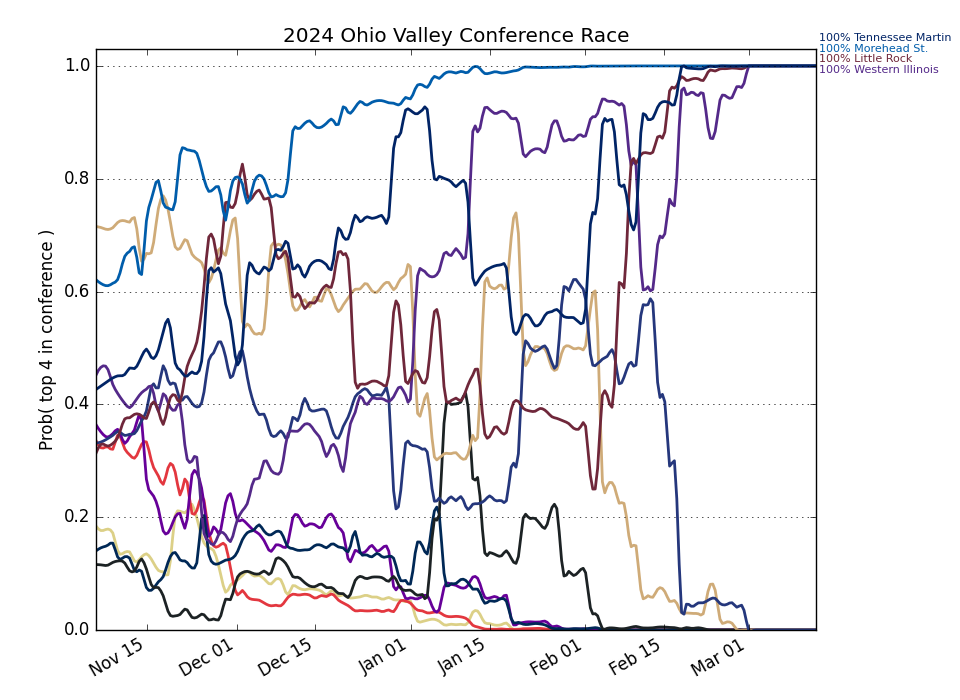 2024 Ohio Valley Conference Race
100% Tennessee Martin
100% Morehead St.
100% Little Rock
100% Western Illinois
Prob( top 4 in conference )
1.0
0.8
0.6
0.4
0.2
0.0
Nov 15
Dec 01
Dec 15
Jan 01
Jan 15
Feb 01
Feb 15
Mar 01